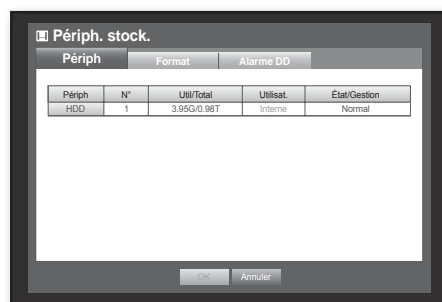 Périph. stock.
Périph Format Alarme DD
Périph N° Util/Total Utilisat. État/Gestion
HDD 1 3.95G/0.98T Interne Normal
OK Annuler